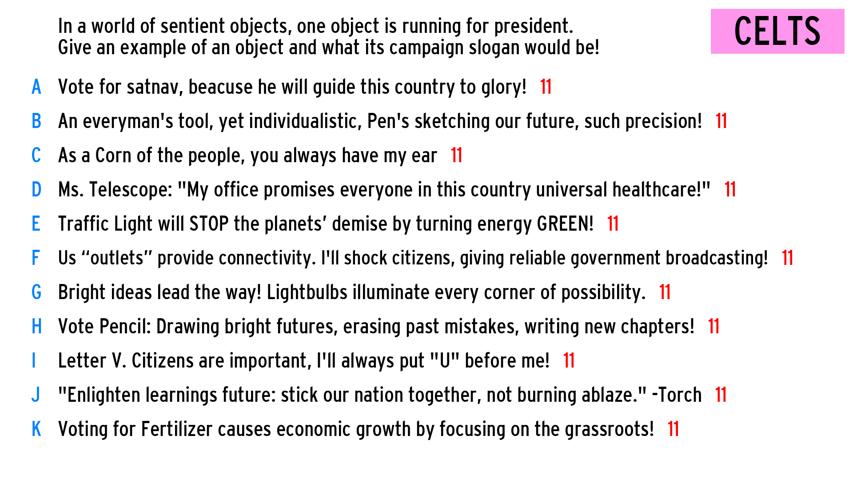 In a world of sentient objects, one object is running for president.
Give an example of an object and what its campaign slogan would be!
CELTS
A Vote for satnav, beacuse he will guide this country to glory! 11
B An everyman's tool, yet individualistic, Pen's sketching our future, such precision! 11
C As a Corn of the people, you always have my ear 11
D Ms. Telescope: "My office promises everyone in this country universal healthcare!" 11
E Traffic Light will STOP the planets’ demise by turning energy GREEN! 11
F Us “outlets” provide connectivity. I'll shock citizens, giving reliable government broadcasting! 11
G Bright ideas lead the way! Lightbulbs illuminate every corner of possibility. 11
H Vote Pencil: Drawing bright futures, erasing past mistakes, writing new chapters! 11
I Letter V. Citizens are important, I'll always put "U" before me! 11
J "Enlighten learnings future: stick our nation together, not burning ablaze." -Torch 11
K Voting for Fertilizer causes economic growth by focusing on the grassroots! 11